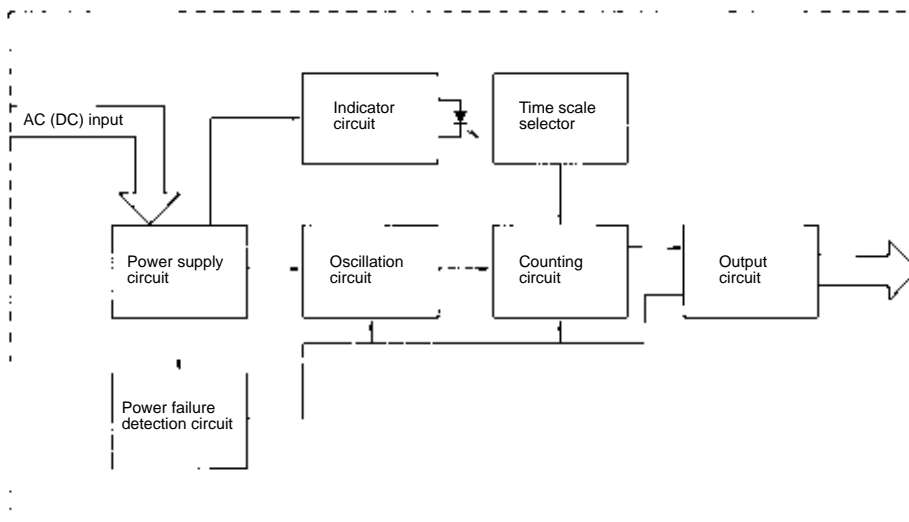 Indicator
circuit
Time scale
selector
AC (DC) input
Power supply
circuit
Oscillation
circuit
Counting
circuit
Output
circuit
Power failure
detection circuit